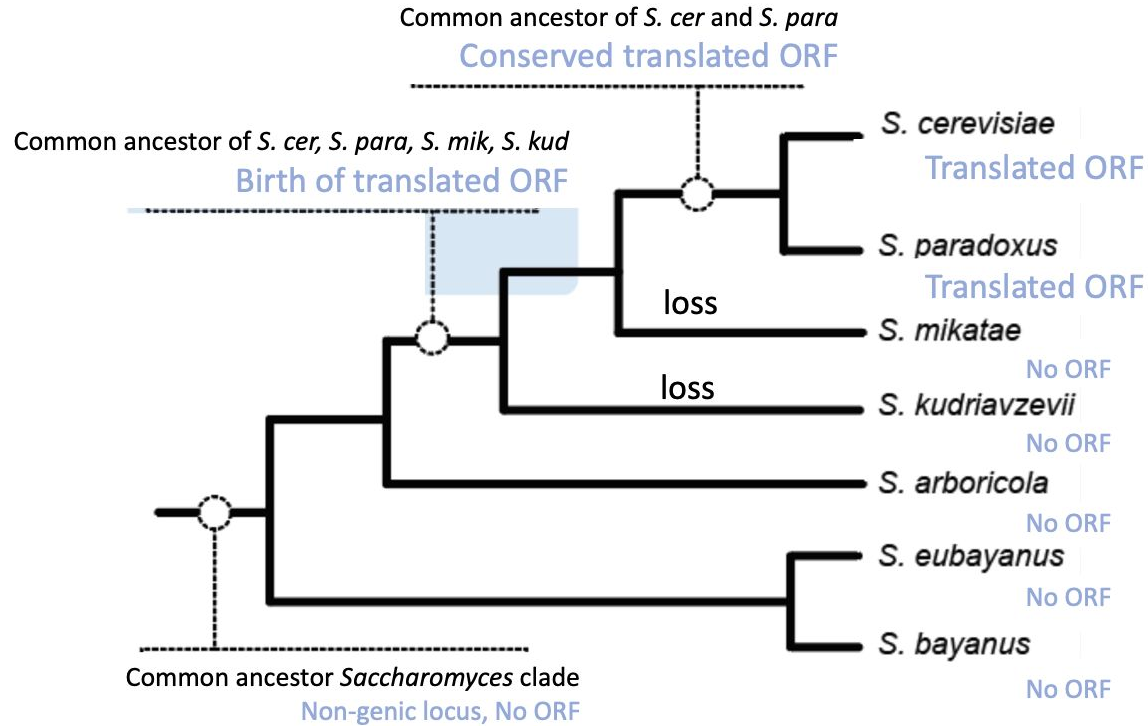 Common ancestor of S. cer and S. para
Conserved translated ORF
Common ancestor of S. cer, S. para, S. mik, S. kud
Birth of translated ORF
S. cerevisiae
Translated ORF
S. paradoxus
Translated ORF
loss
S. mikatae
No ORF
loss
S. kudriavzevii
No ORF
S. arboricola
No ORF
S. eubayanus
No ORF
S. bayanus
No ORF
Common ancestor Saccharomyces clade
Non-genic locus, No ORF